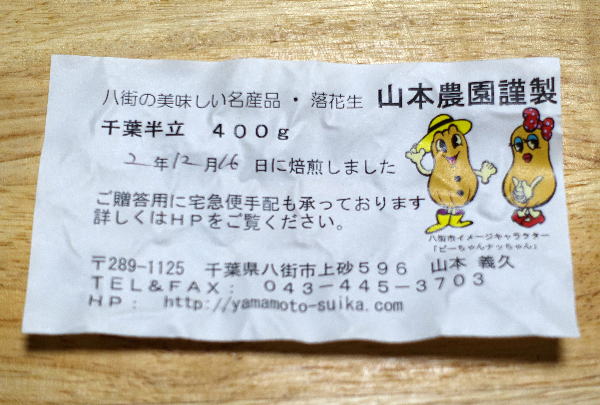 八街の美味しい名産品・落花生 山本農園謹製
千葉半立 400g
2年12月16日に焙煎しました
ご贈答用に宅急便手配も承っております
詳しくはHPをご覧ください。
八街市イメージキャラクター
「ピーちゃんナッちゃん」
〒289-1125 千葉県八街市上砂596 山本 義久
TEL&FAX: 043-445-3703
HP: http://yamamoto-suika.com